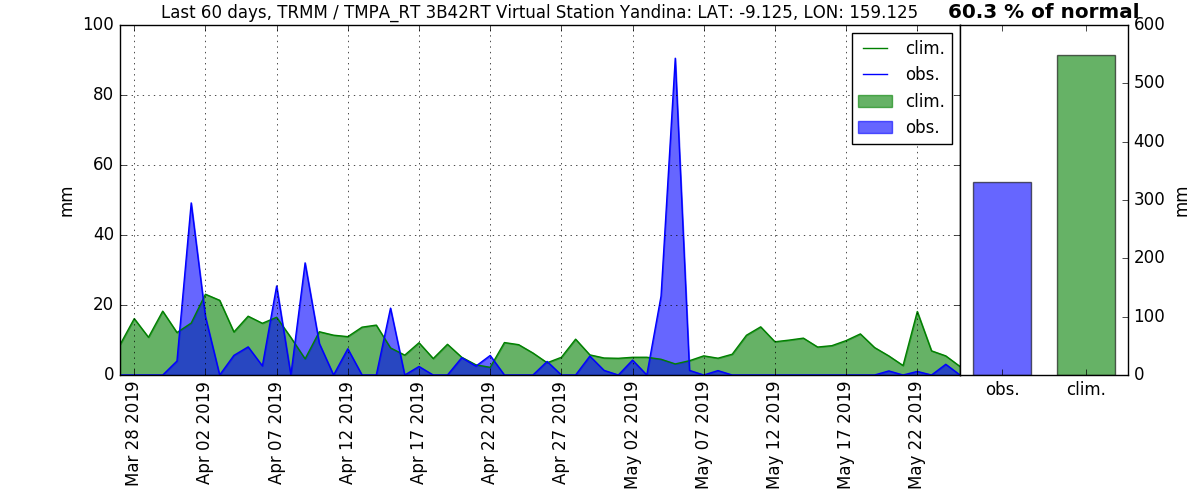 Last 60 days, TRMM / TMPA_RT 3B42RT Virtual Station Yandina: LAT: -9.125, LON: 159.125
60.3 % of normal
100
80
60
40
20
0
mm
clim.
obs.
clim.
obs.
Mar 28 2019
Apr 02 2019
Apr 07 2019
Apr 12 2019
Apr 17 2019
Apr 22 2019
Apr 27 2019
May 02 2019
May 07 2019
May 12 2019
May 17 2019
May 22 2019
600
500
400
300
200
100
0
mm
obs.
clim.